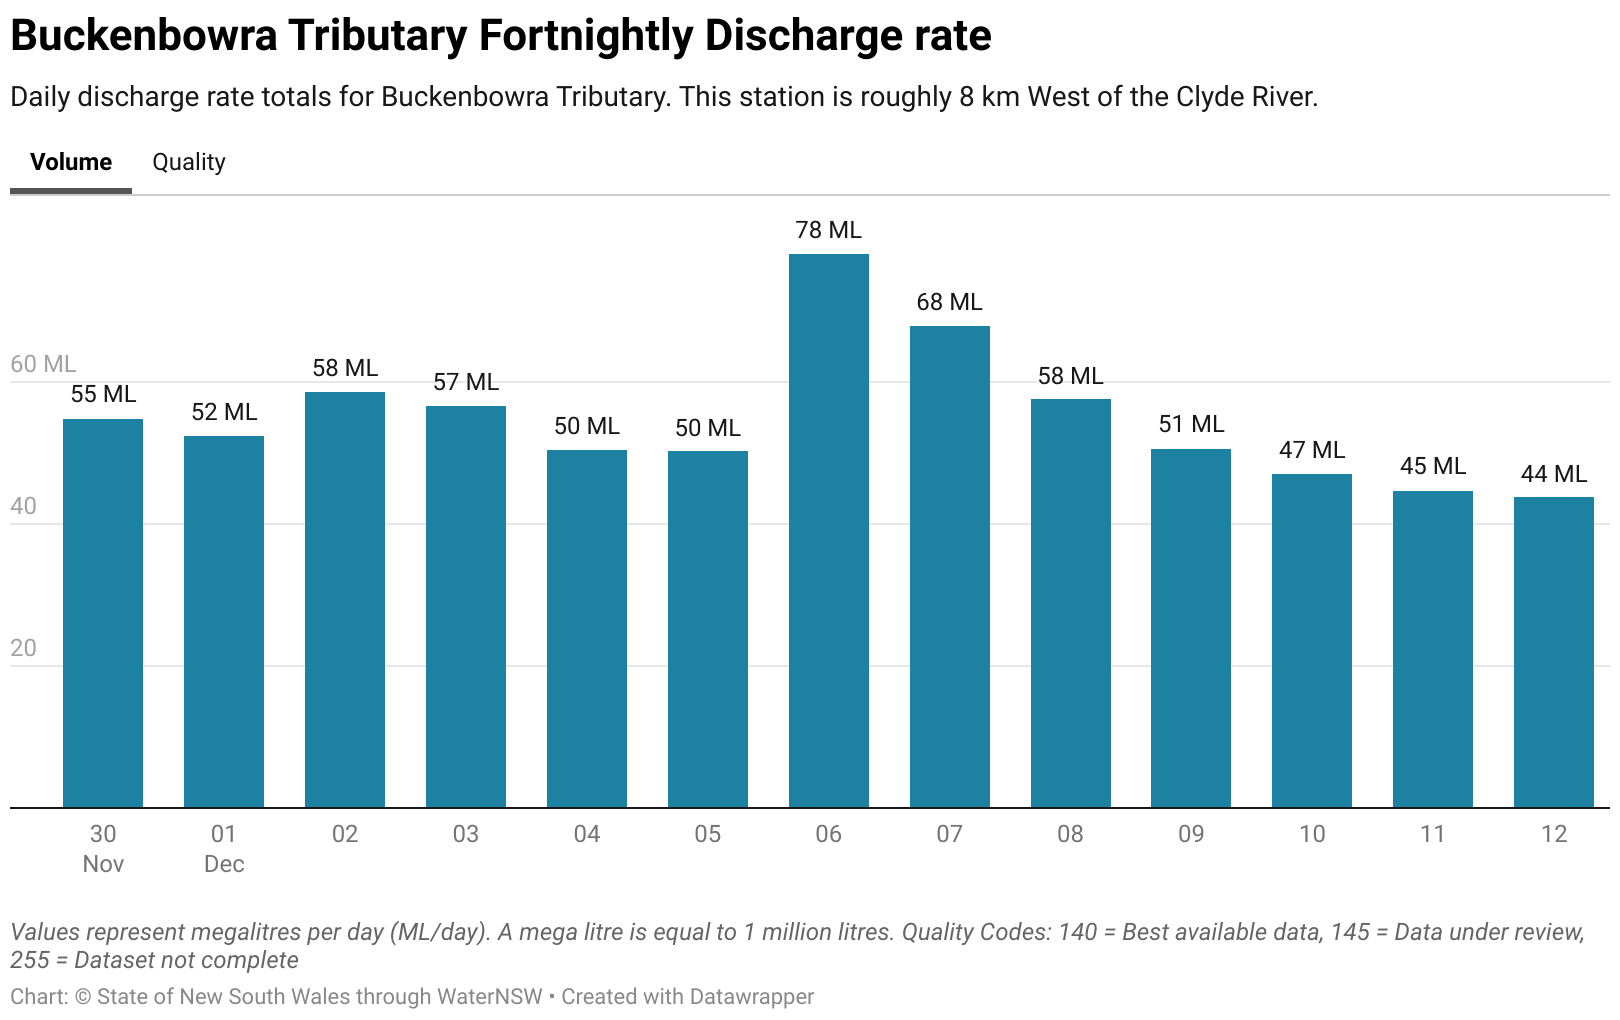 Buckenbowra Tributary Fortnightly Discharge rate
Daily discharge rate totals for Buckenbowra Tributary. This station is roughly 8 km West of the Clyde River.
Volume Quality
78 ML
68 ML
60 ML
58 ML
58 ML
57 ML
55 ML
52 ML
50 ML
50 ML
51 ML
47 ML
45 ML
44 ML
40
20
30 01 02 03 04 05 06 07 08 09 10 11 12
Nov Dec
Values represent megalitres per day (ML/day). A mega litre is equal to 1 million litres. Quality Codes: 140 = Best available data, 145 = Data under review,
255 = Dataset not complete
Chart: © State of New South Wales through WaterNSW • Created with Datawrapper